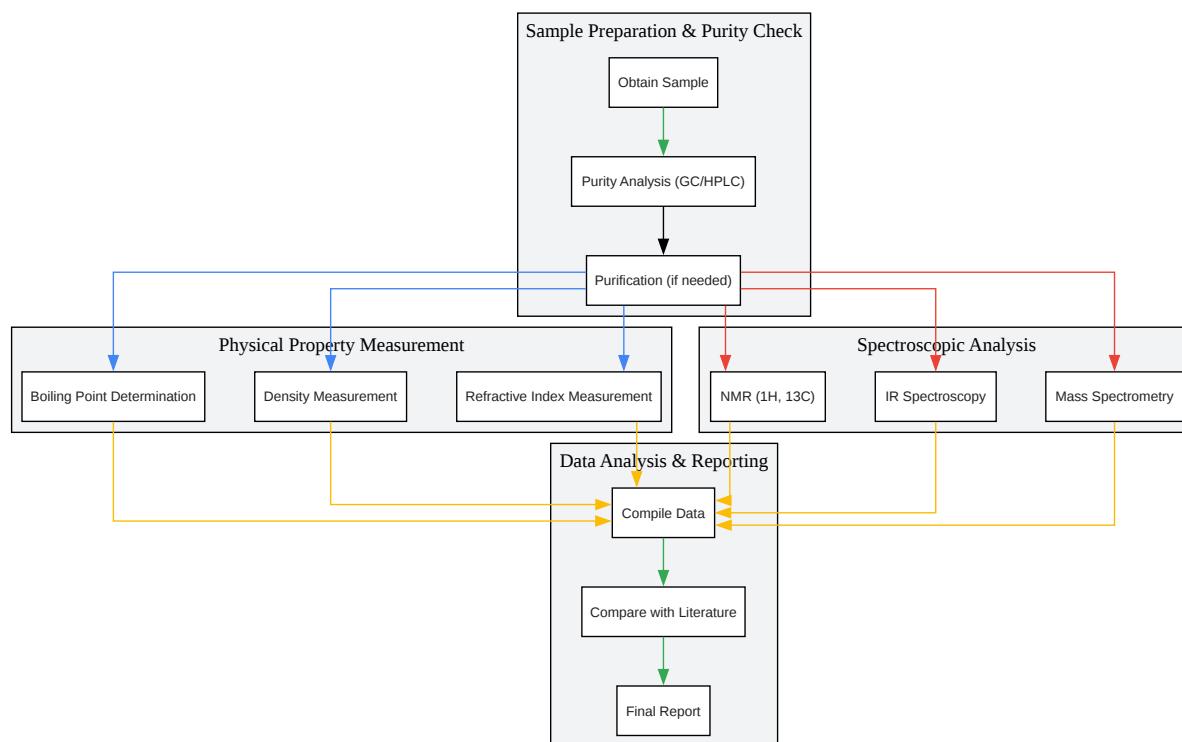 Sample Preparation & Purity Check
Obtain Sample
Purity Analysis (GC/HPLC)
Purification (if needed)
Physical Property Measurement
Boiling Point Determination
Density Measurement
Refractive Index Measurement
Spectroscopic Analysis
NMR (1H, 13C)
IR Spectroscopy
Mass Spectrometry
Data Analysis & Reporting
Compile Data
Compare with Literature
Final Report